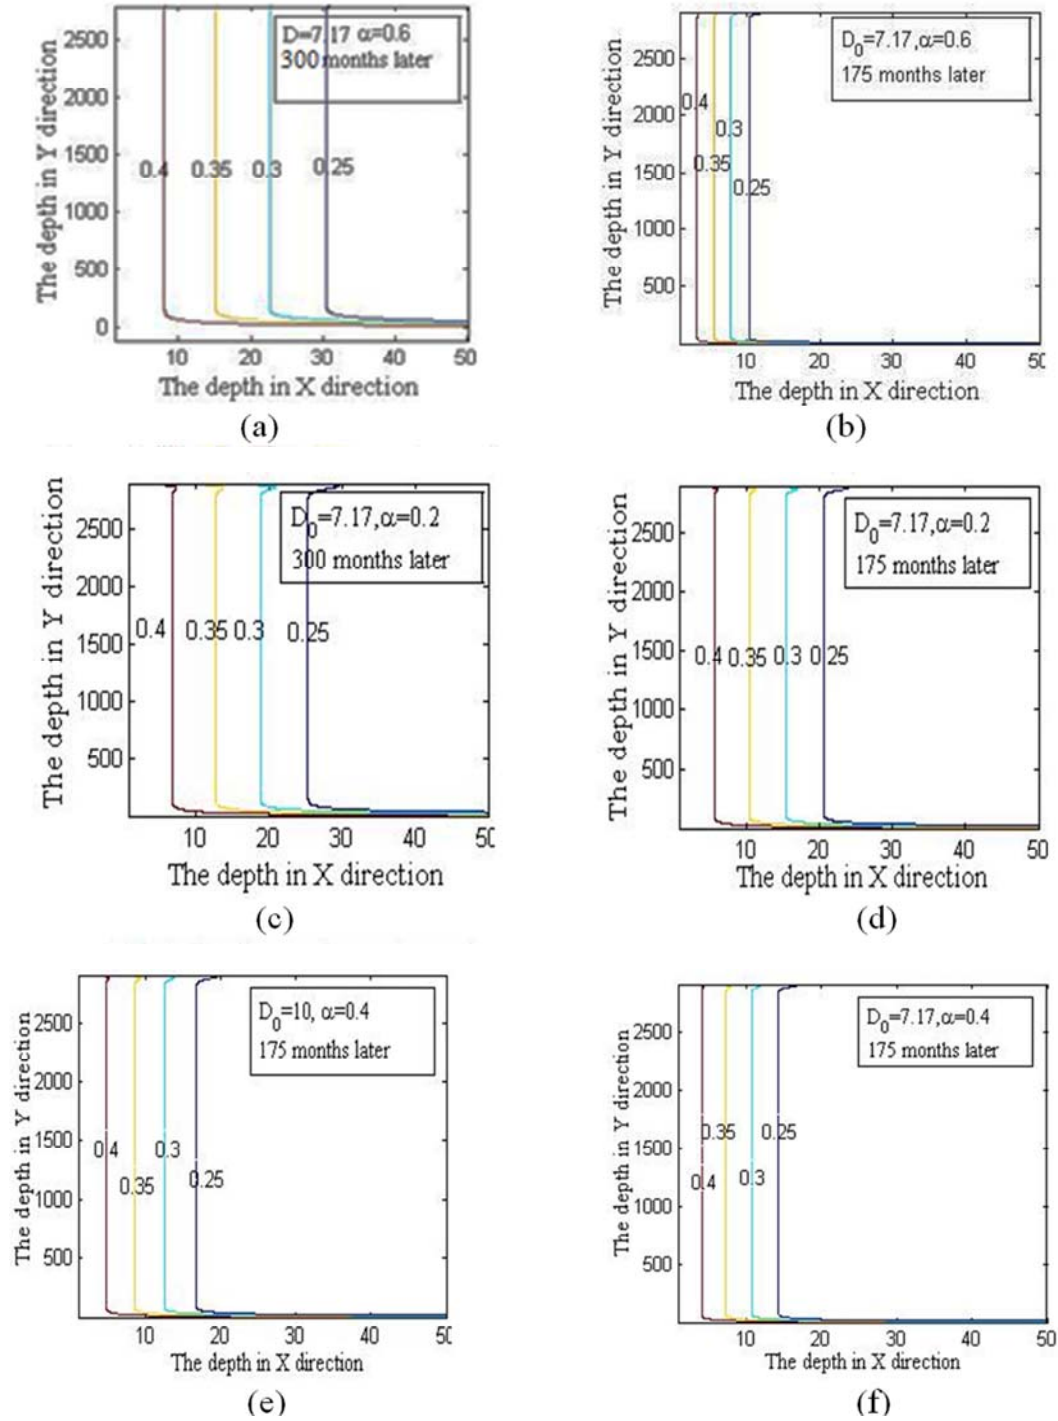 D=7.17 α=0.6
300 months later
The depth in Y direction
2500
2000
1500
1000
500
0
0.4
0.35
0.3
0.25
10
20
30
40
50
The depth in X direction
(a)
D0=7.17,α=0.6
175 months later
The depth in Y direction
2500
2000
1500
1000
500
0.4
0.3
0.35
0.25
10
20
30
40
50
The depth in X direction
(b)
D0=7.17,α=0.2
300 months later
The depth in Y direction
2500
2000
1500
1000
500
0.4
0.35
0.3
0.25
10
20
30
40
50
The depth in X direction
(c)
D0=7.17,α=0.2
175 months later
The depth in Y direction
2500
2000
1500
1000
500
0.4
0.35
0.3
0.25
10
20
30
40
50
The depth in X direction
(d)
D0=10, α=0.4
175 months later
The depth in Y direction
2500
2000
1500
1000
500
0.4
0.3
0.35
0.25
10
20
30
40
50
The depth in X direction
(e)
D0=7.17,α=0.4
175 months later
The depth in Y direction
2500
2000
1500
1000
500
0.35
0.25
0.4
0.3
10
20
30
40
50
The depth in X direction
(f)